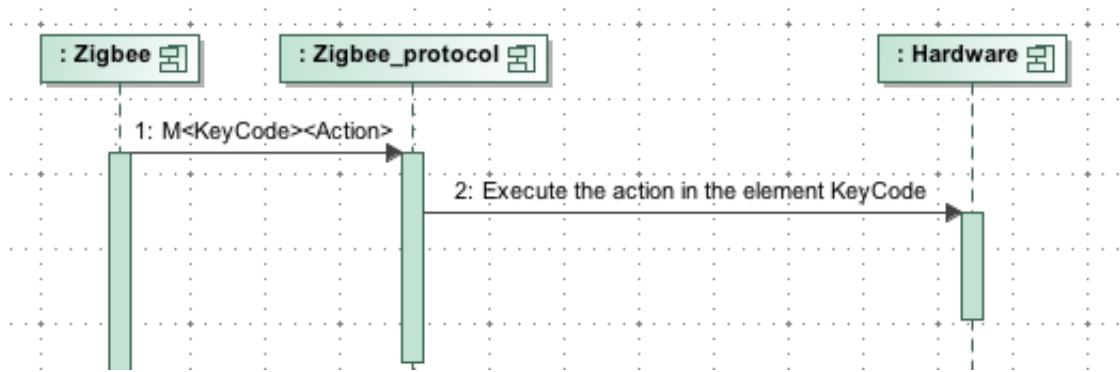 : Zigbee
: Zigbee_protocol
: Hardware
1: M<KeyCode><Action>
2: Execute the action in the element KeyCode